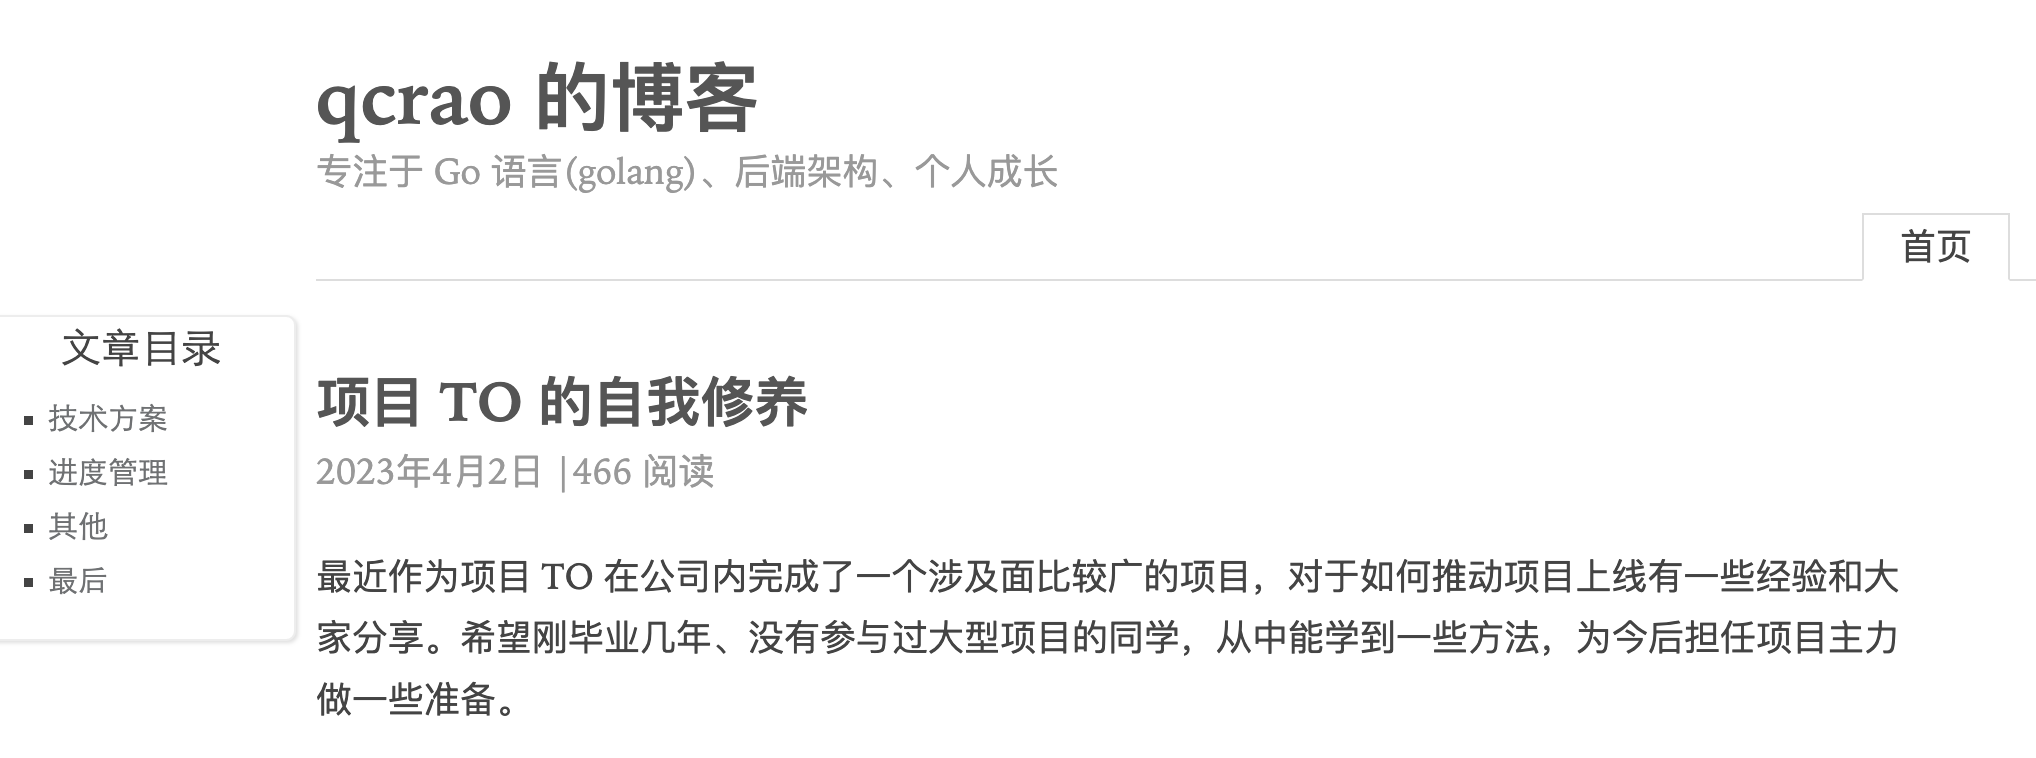 qcrao 的博客
专注于 Go 语言(golang)、后端架构、个人成长
首页
文章目录
技术方案
进度管理
其他
最后
项目 TO 的自我修养
2023年4月2日 |466 阅读
最近作为项目 TO 在公司内完成了一个涉及面比较广的项目，对于如何推动项目上线有一些经验和大
家分享。希望刚毕业几年、没有参与过大型项目的同学，从中能学到一些方法，为今后担任项目主力
做一些准备。